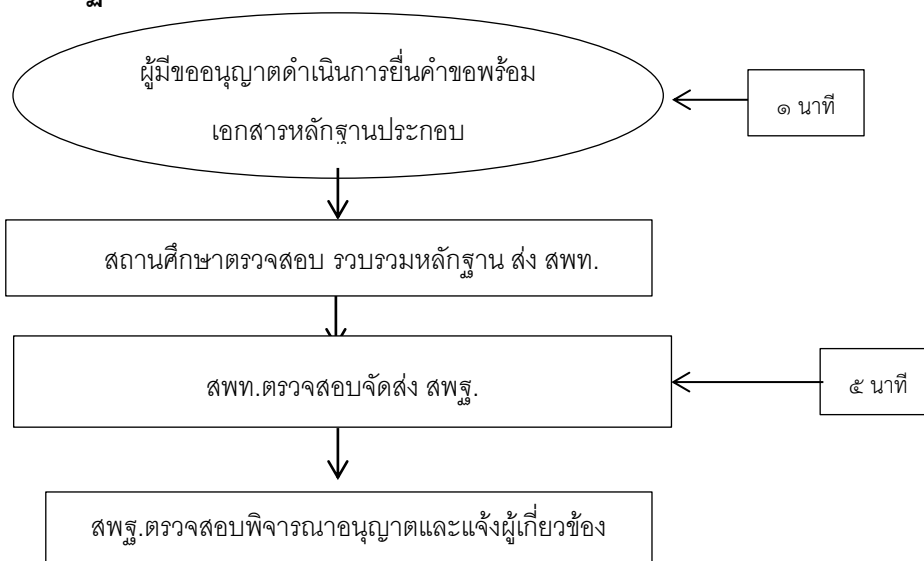 ผู้มีขออนุญาตดำเนินการยื่นคำขอพร้อม
เอกสารหลักฐานประกอบ
๑ นาที
สถานศึกษาตรวจสอบ รวบรวมหลักฐาน ส่ง สพท.
สพท.ตรวจสอบจัดส่ง สพฐ.
๕ นาที
สพฐ.ตรวจสอบพิจารณาอนุญาตและแจ้งผู้เกี่ยวข้อง